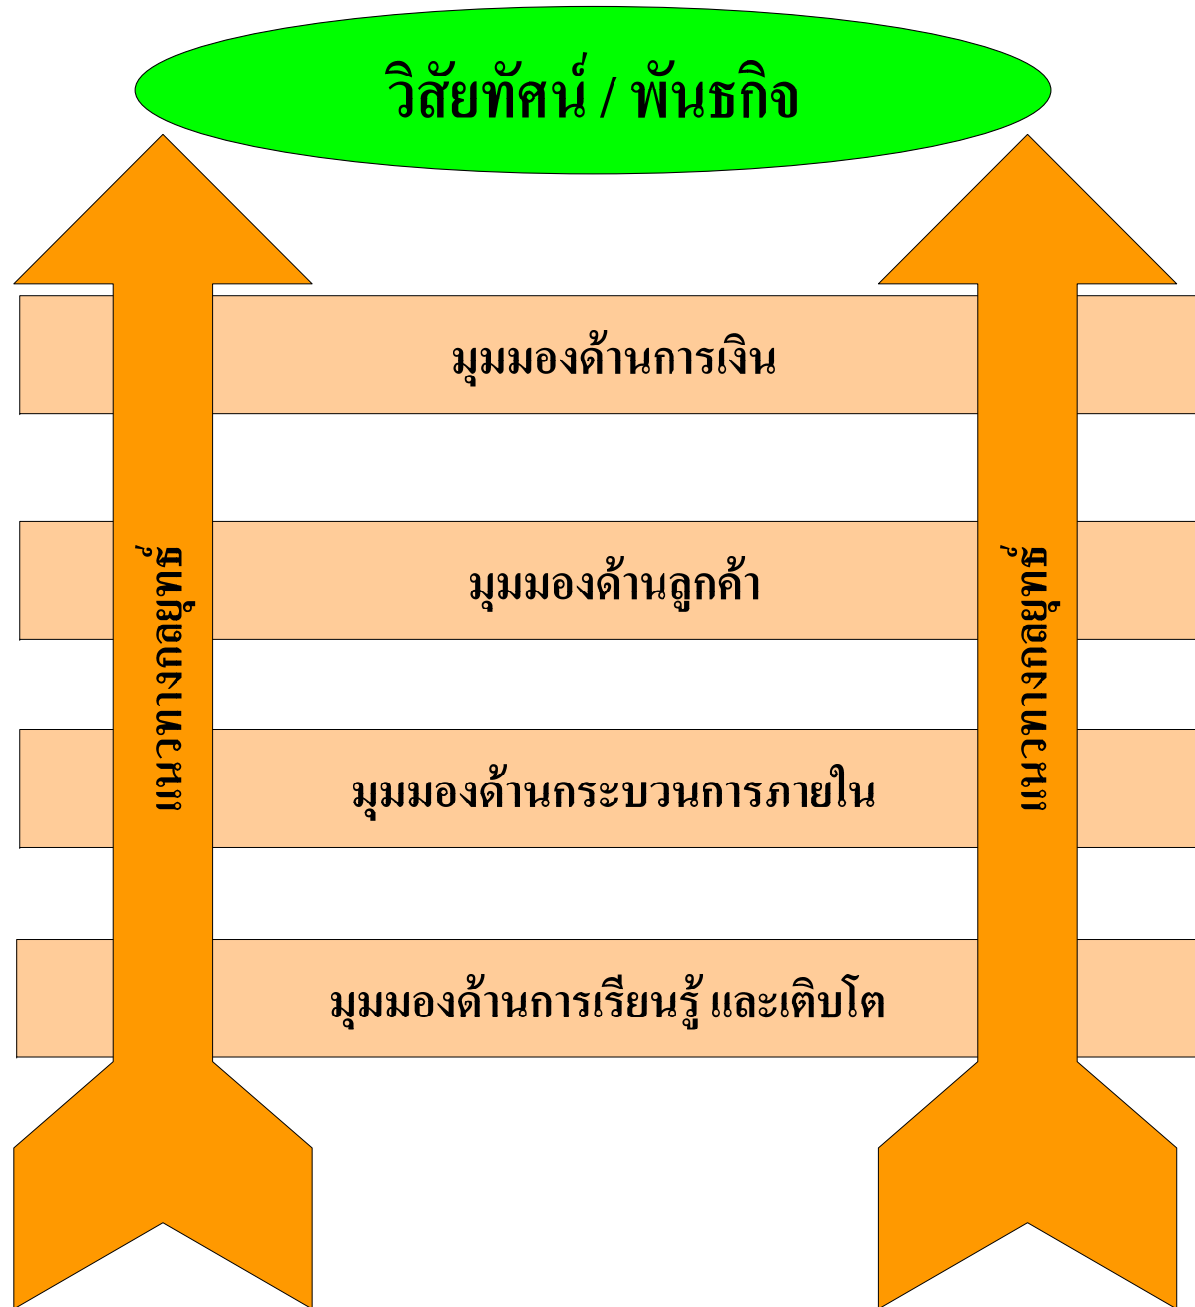 วิสัยทัศน์ / พันธกิจ
มุมมองด้านการเงิน
มุมมองด้านลูกค้า
มุมมองด้านกระบวนการภายใน
มุมมองด้านการเรียนรู้ และเติบโต
แนวทางกลยุทธ์
แนวทางกลยุทธ์